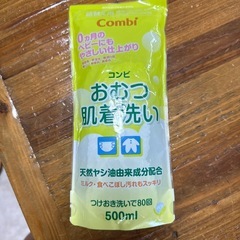 Combi
0ヵ月の
ベビーにも
やさしい仕上がり
コンビ
おむつ
肌着洗い
天然ヤシ油由来成分配合
ミルク・食べこぼし汚れもスッキリ
つけおき洗いで80回
500ml